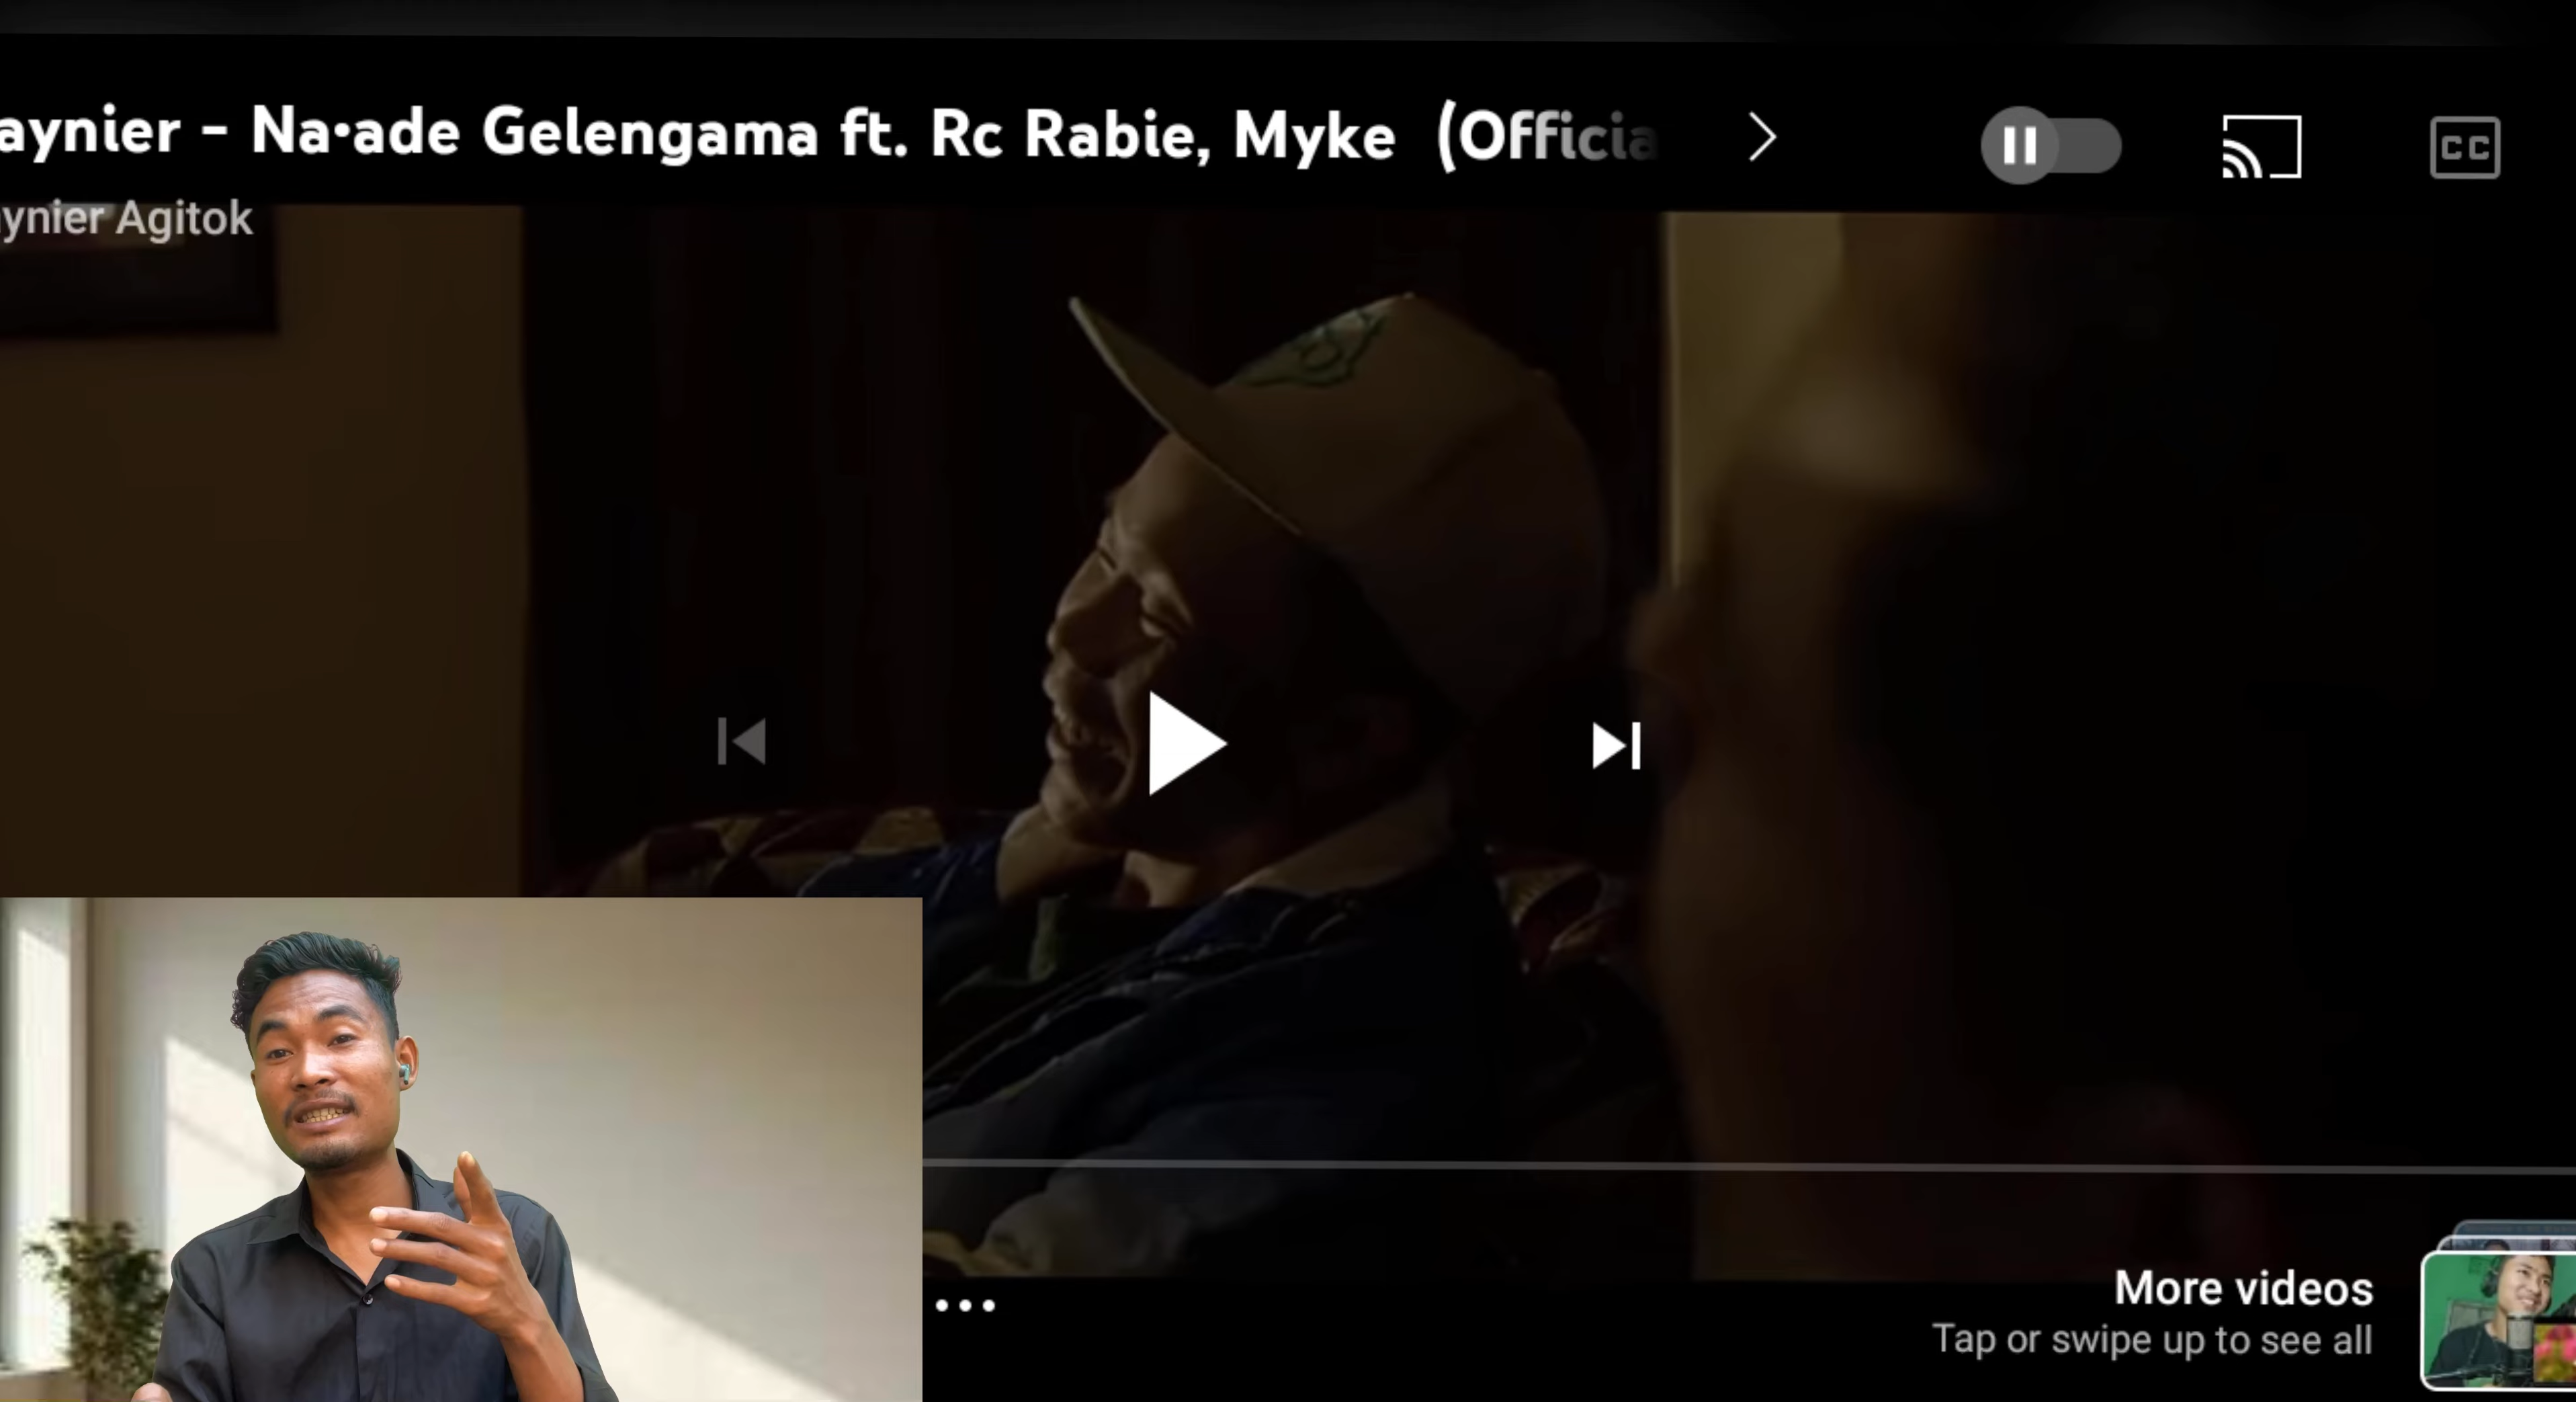 aynier - Na•ade Gelengama ft. Rc Rabie, Myke (Officia
CC
ynier Agitok
More videos
Tap or swipe up to see all